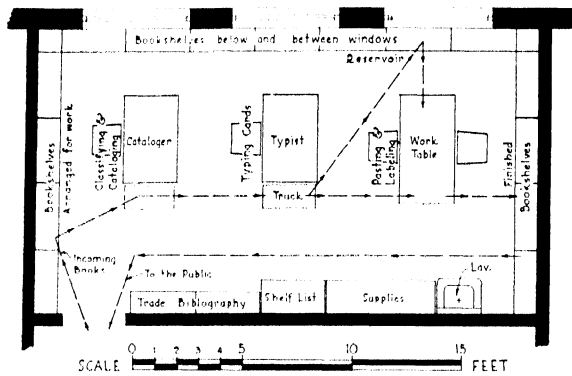 Bookshelves below and between windows
Reservoir
Bookshelves
Arranged for work
Classifying &
Cataloging
Cataloger
Typing Cards
Typist
Truck
Pasting &
Labeling
Work
Table
Finished
Bookshelves
Incoming
Books
To the Public
Lav.
Trade Biblography
Shelf List
Supplies
SCALE
0 1 2 3 4 5 10 15
FEET